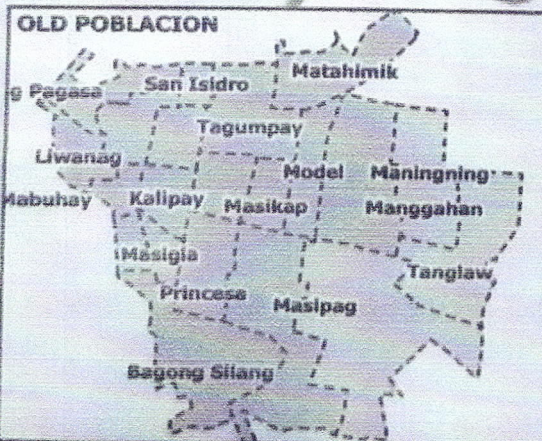 OLD POBLACION
Matahimik
San Isidro
g Pagasa
Tagumpay
Liwanag
Model
Maningning
Mabuhay
Kalipay
Masikap
Manggahan
Masigla
Tanglaw
Princesa
Masipag
Bagong Silang